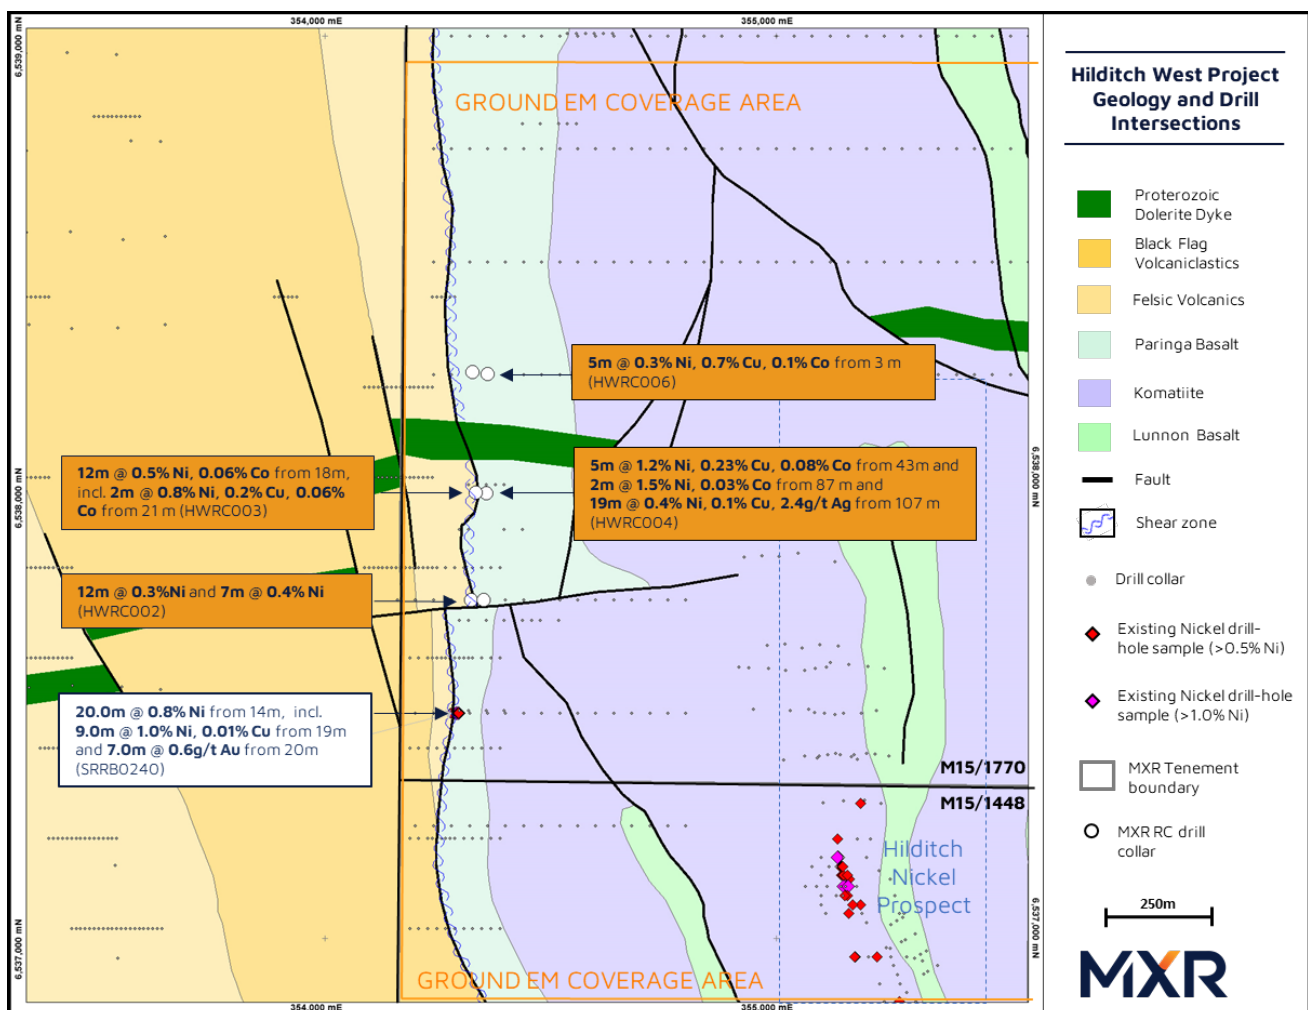 354,000 mE
355,000 mE
6,539,000 mN
GROUND EM COVERAGE AREA
5m @ 0.3% Ni, 0.7% Cu, 0.1% Co from 3 m
(HWRC006)
12m @ 0.5% Ni, 0.06% Co from 18m,
incl. 2m @ 0.8% Ni, 0.2% Cu, 0.06%
Co from 21 m (HWRC003)
5m @ 1.2% Ni, 0.23% Cu, 0.08% Co from 43m and
2m @ 1.5% Ni, 0.03% Co from 87 m and
19m @ 0.4% Ni, 0.1% Cu, 2.4g/t Ag from 107 m
(HWRC004)
6,538,000 mN
6,538,000 mN
12m @ 0.3%Ni and 7m @ 0.4% Ni
(HWRC002)
20.0m @ 0.8% Ni from 14m, incl.
9.0m @ 1.0% Ni, 0.01% Cu from 19m
and 7.0m @ 0.6g/t Au from 20m
(SRRB0240)
M15/1770
M15/1448
Hilditch
Nickel
Prospect
6,537,000 mN
6,537,000 mN
GROUND EM COVERAGE AREA
354,000 mE
355,000 mE
Hilditch West Project
Geology and Drill
Intersections
Proterozoic
Dolerite Dyke
Black Flag
Volcaniclastics
Felsic Volcanics
Paringa Basalt
Komatiite
Lunnon Basalt
Fault
Shear zone
Drill collar
Existing Nickel drill-
hole sample (>0.5% Ni)
Existing Nickel drill-hole
sample (>1.0% Ni)
MXR Tenement
boundary
MXR RC drill
collar
250m
MXR